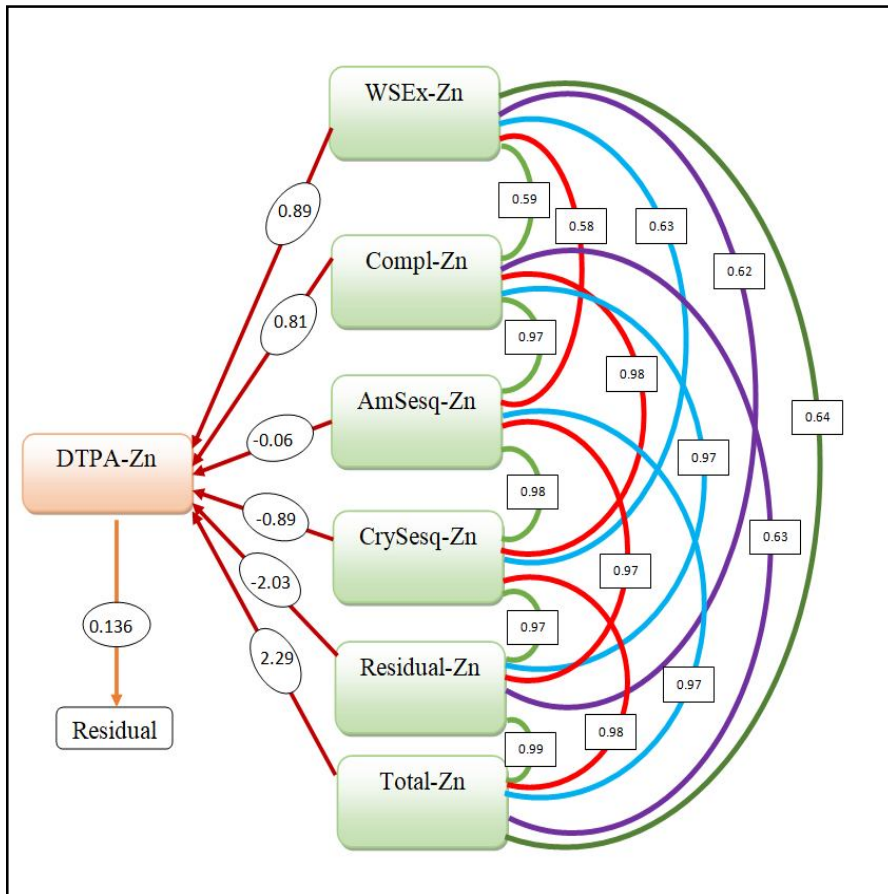 WSEx-Zn
0.89
0.59
0.58
0.63
0.62
Compl-Zn
0.81
0.97
0.98
0.64
AmSesq-Zn
-0.06
DTPA-Zn
0.97
0.98
-0.89
CrySesq-Zn
0.63
-2.03
0.97
0.136
0.97
Residual-Zn
2.29
0.97
0.98
Residual
0.99
Total-Zn